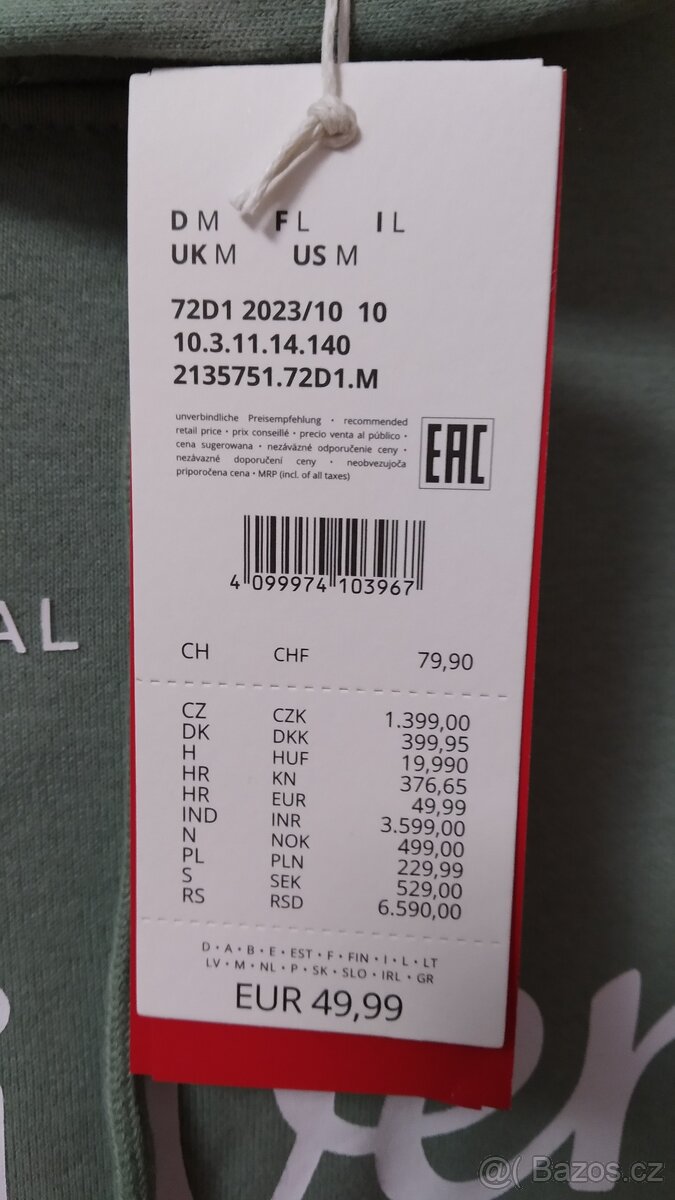 D M F L I L
UK M US M
72D1 2023/10 10
10.3.11.14.140
2135751.72D1.M
unverbindliche Preisempfehlung • recommended
retail price • prix conseillé • precio venta al público •
cena sugerowana • nezáväzné odporučenie ceny •
nezávazné doporučení ceny • neobvezujoča
priporočena cena • MRP (incl. of all taxes)
EAC
4 099974 103967
AL
CH CHF 79,90
CZ CZK 1.399,00
DK DKK 399,95
H HUF 19,990
HR KN 376,65
HR EUR 49,99
IND INR 3.599,00
N NOK 499,00
PL PLN 229,99
S SEK 529,00
RS RSD 6.590,00
D • A • B • E • EST • F • FIN • I • L • LT
LV • M • NL • P • SK • SLO • IRL • GR
EUR 49,99
@( Bazos.cz